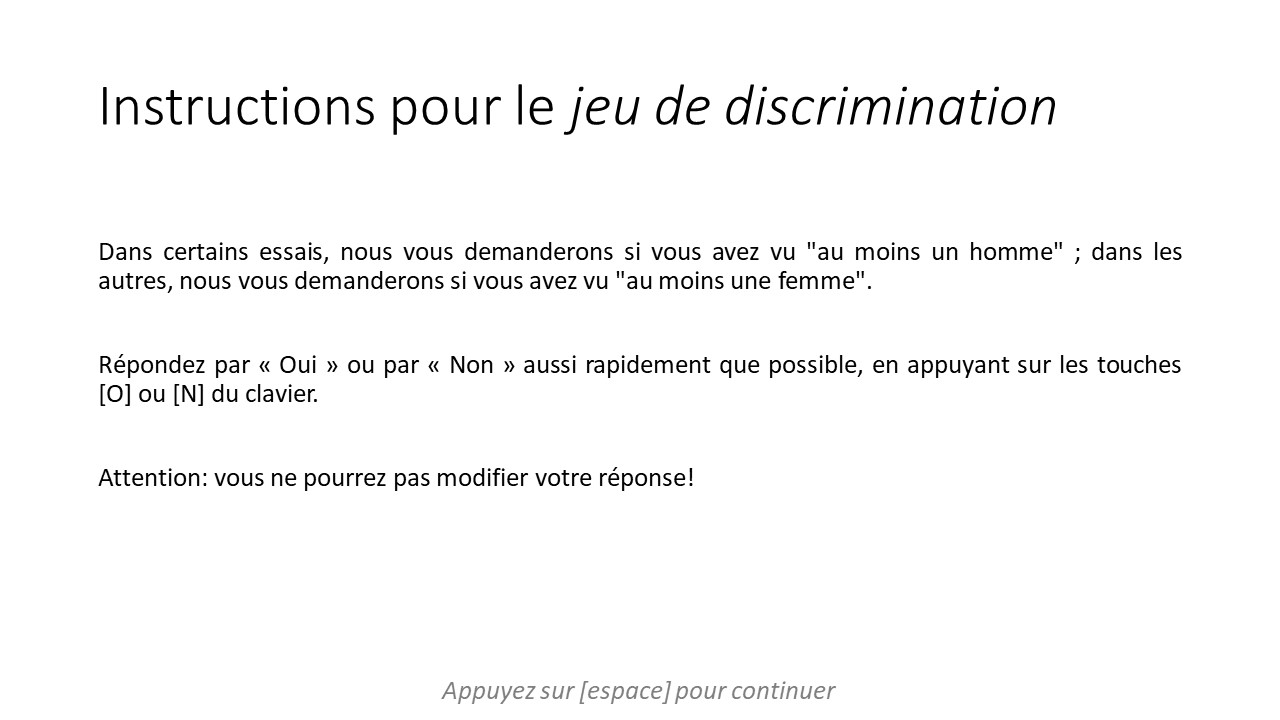 Instructions pour le jeu de discrimination
Dans certains essais, nous vous demanderons si vous avez vu "au moins un homme" ; dans les
autres, nous vous demanderons si vous avez vu "au moins une femme".
Répondez par « Oui » ou par « Non » aussi rapidement que possible, en appuyant sur les touches
[O] ou [N] du clavier.
Attention: vous ne pourrez pas modifier votre réponse!
Appuyez sur [espace] pour continuer